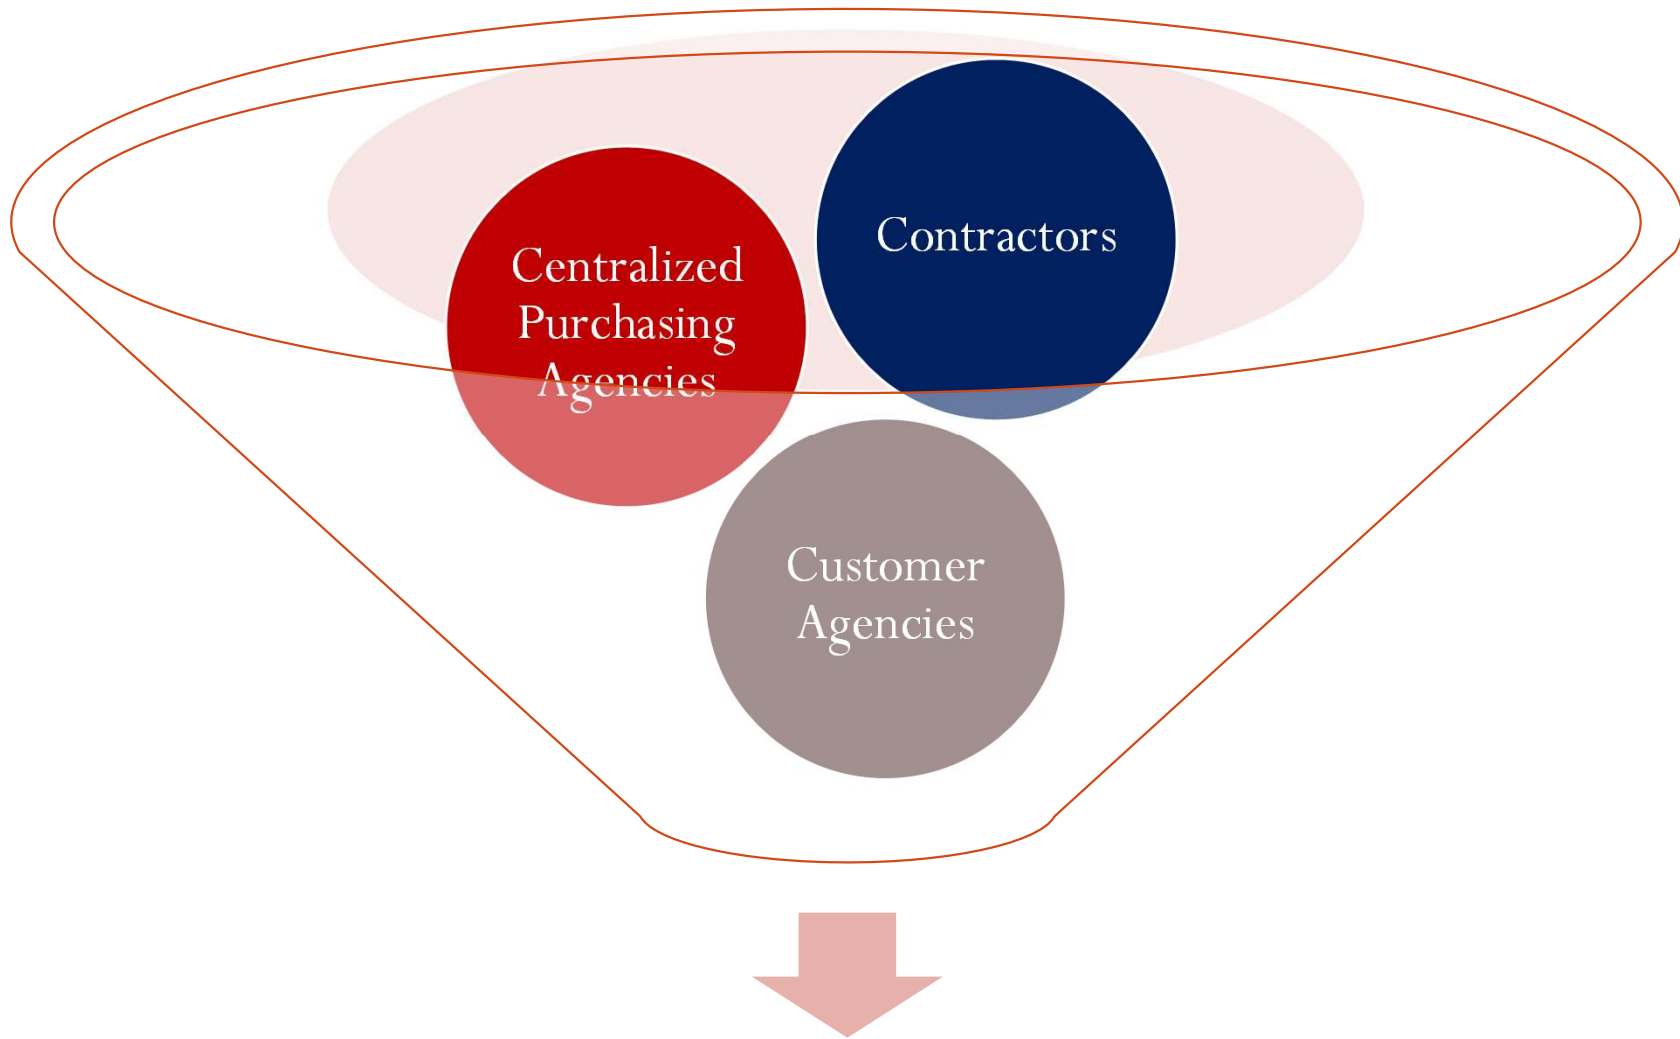 Contractors
Centralized
Purchasing
Agencies
Customer
Agencies